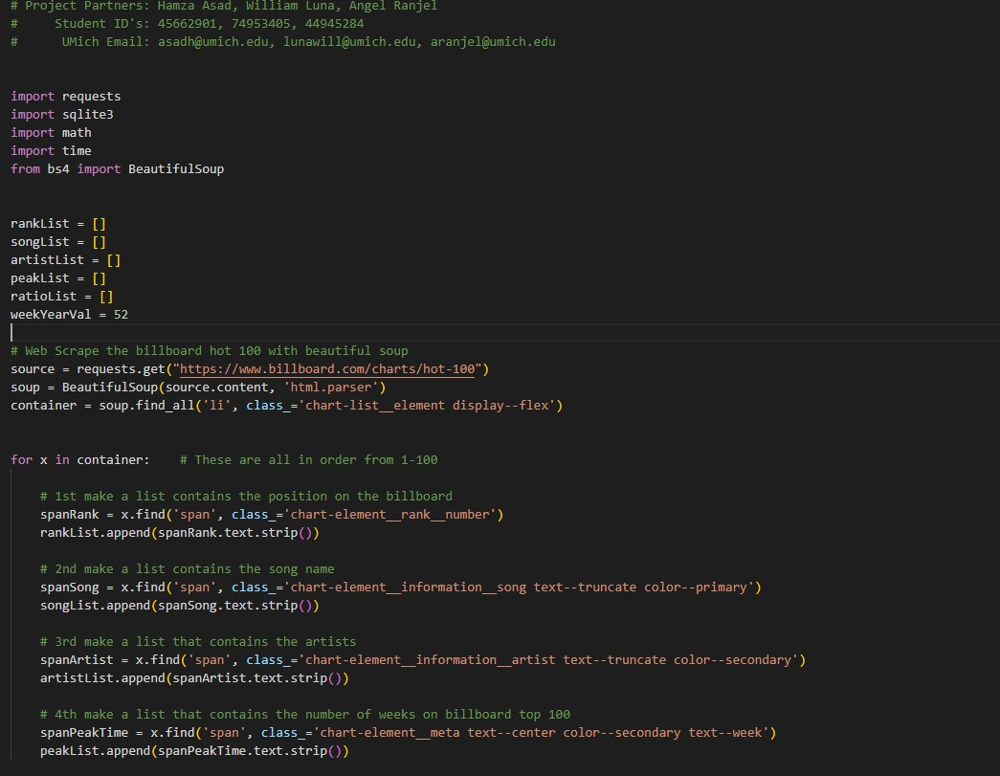 # Project Partners: Hamza Asad, William Luna, Angel Ranjel
#     Student ID's: 45662901, 74953405, 44945284
#      UMich Email: asadh@umich.edu, lunawill@umich.edu, aranjel@umich.edu
import requests
import sqlite3
import math
import time
from bs4 import BeautifulSoup
rankList = []
songList = []
artistList = []
peakList = []
ratioList = []
weekYearVal = 52
# Web Scrape the billboard hot 100 with beautiful soup
source = requests.get("https://www.billboard.com/charts/hot-100")
soup = BeautifulSoup(source.content, 'html.parser')
container = soup.find_all('li', class_='chart-list__element display--flex')
for x in container:    # These are all in order from 1-100
    # 1st make a list contains the position on the billboard
    spanRank = x.find('span', class_='chart-element__rank__number')
    rankList.append(spanRank.text.strip())
    # 2nd make a list contains the song name
    spanSong = x.find('span', class_='chart-element__information__song text--truncate color--primary')
    songList.append(spanSong.text.strip())
    # 3rd make a list that contains the artists
    spanArtist = x.find('span', class_='chart-element__information__artist text--truncate color--secondary')
    artistList.append(spanArtist.text.strip())
    # 4th make a list that contains the number of weeks on billboard top 100
    spanPeakTime = x.find('span', class_='chart-element__meta text--center color--secondary text--week')
    peakList.append(spanPeakTime.text.strip())